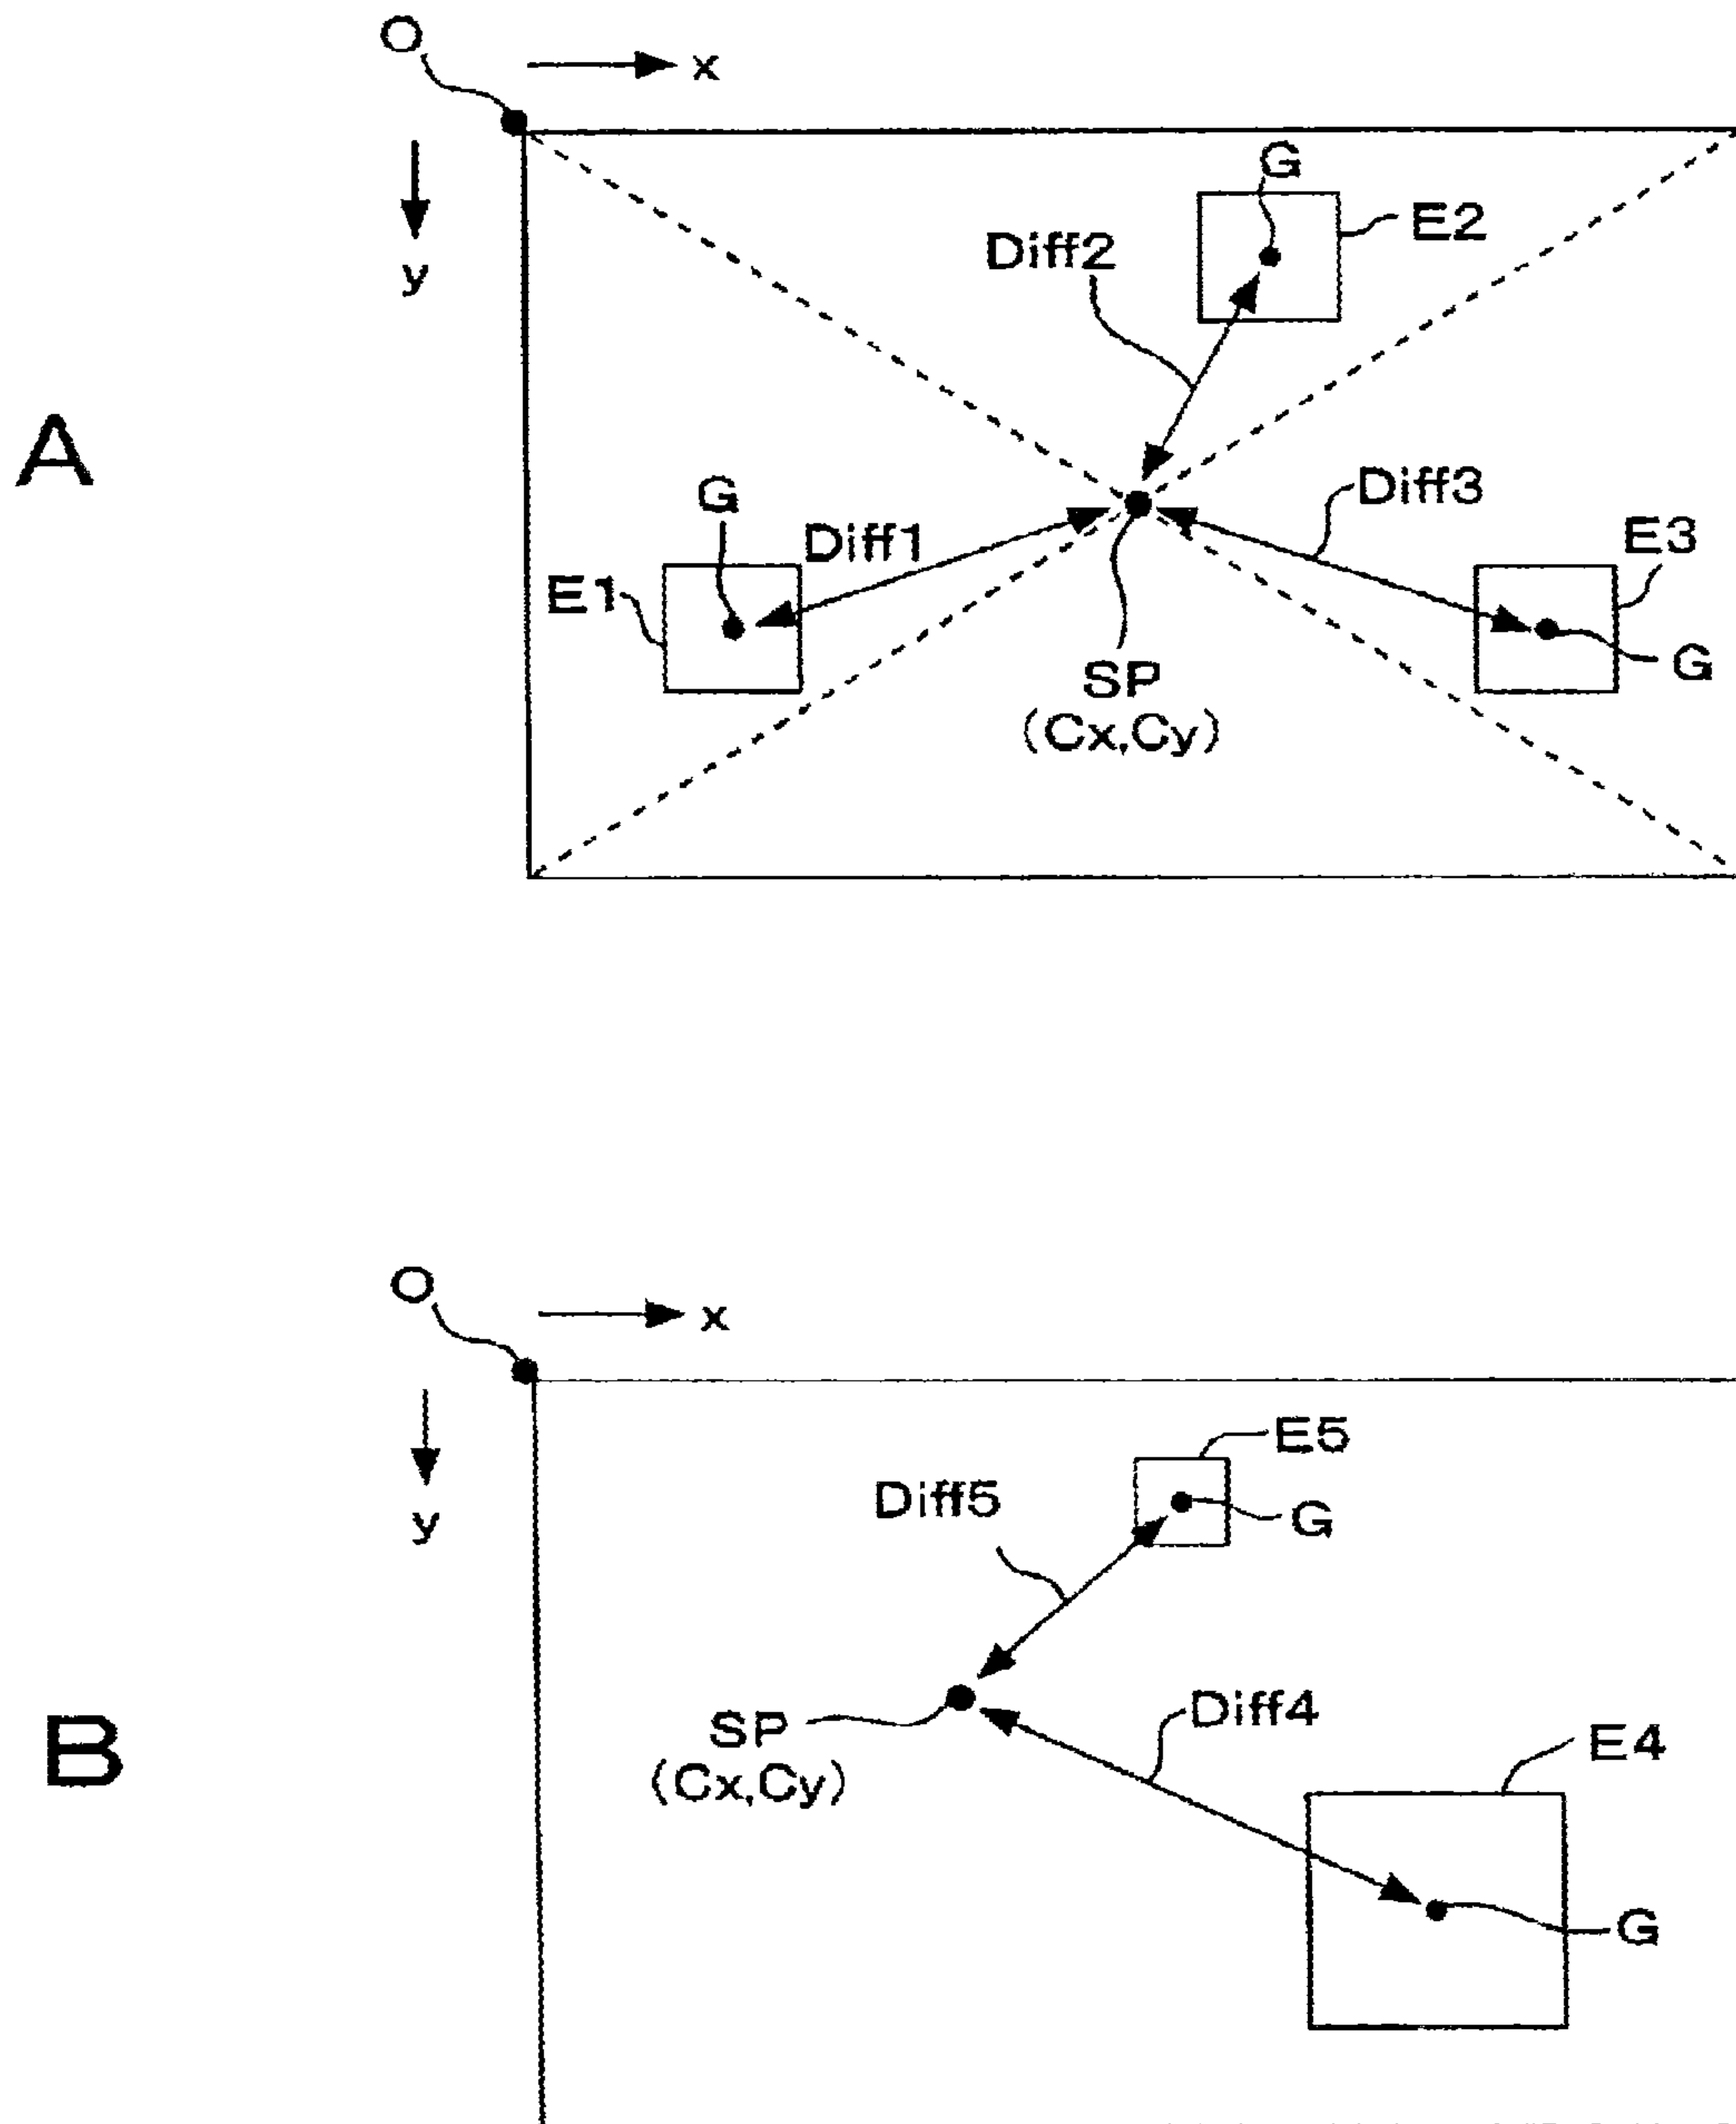 O
x
y
A
G
E2
Diff2
G
Diff1
E1
Diff3
E3
G
SP
(Cx,Cy)
O
x
y
B
E5
Diff5
G
SP
(Cx,Cy)
Diff4
E4
G